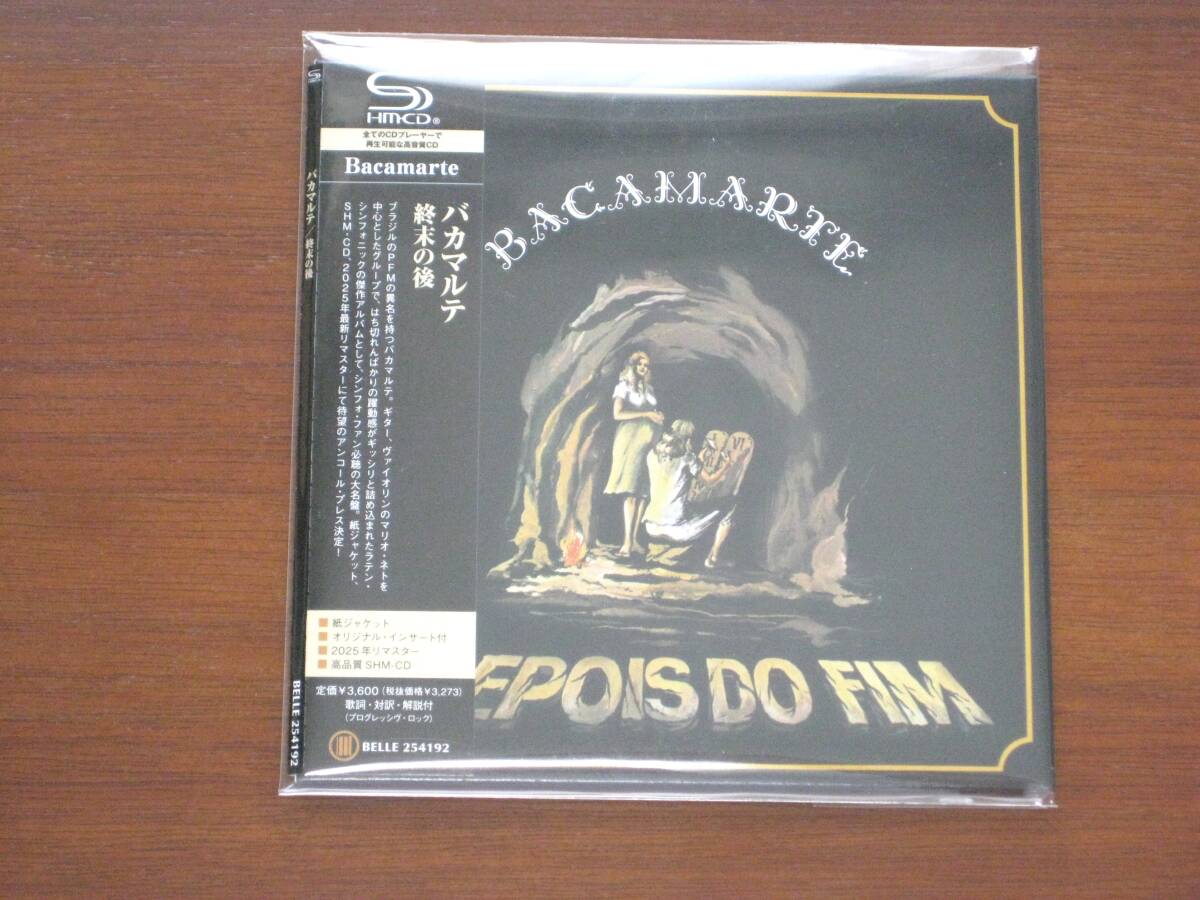 HM-CD®
全てのCDプレーヤーで
再生可能な高音質CD
Bacamarte
バカマルテ
終末の後
ブラジルのPFMの異名を持つバカマルテ。ギター、ヴァイオリンのマリオ・ネトを
中心としたグループで、はち切れんばかりの躍動感がギッシリと詰め込まれたラテン・
シンフォニックの傑作アルバムとして、シンフォ・ファン必聴の大名盤。紙ジャケット、
SHM-CD、2025年最新リマスターにて待望のアンコール・プレス決定！
紙ジャケット
オリジナル・インサート付
2025年リマスター
高品質SHM-CD
定価¥3,600(税抜価格¥3,273)
歌詞・対訳・解説付
(プログレッシヴ・ロック)
BELLE 254192
バカマルテ／終末の後
BELLE 254192
BACAMARTE
VI
EPOIS DO FIM